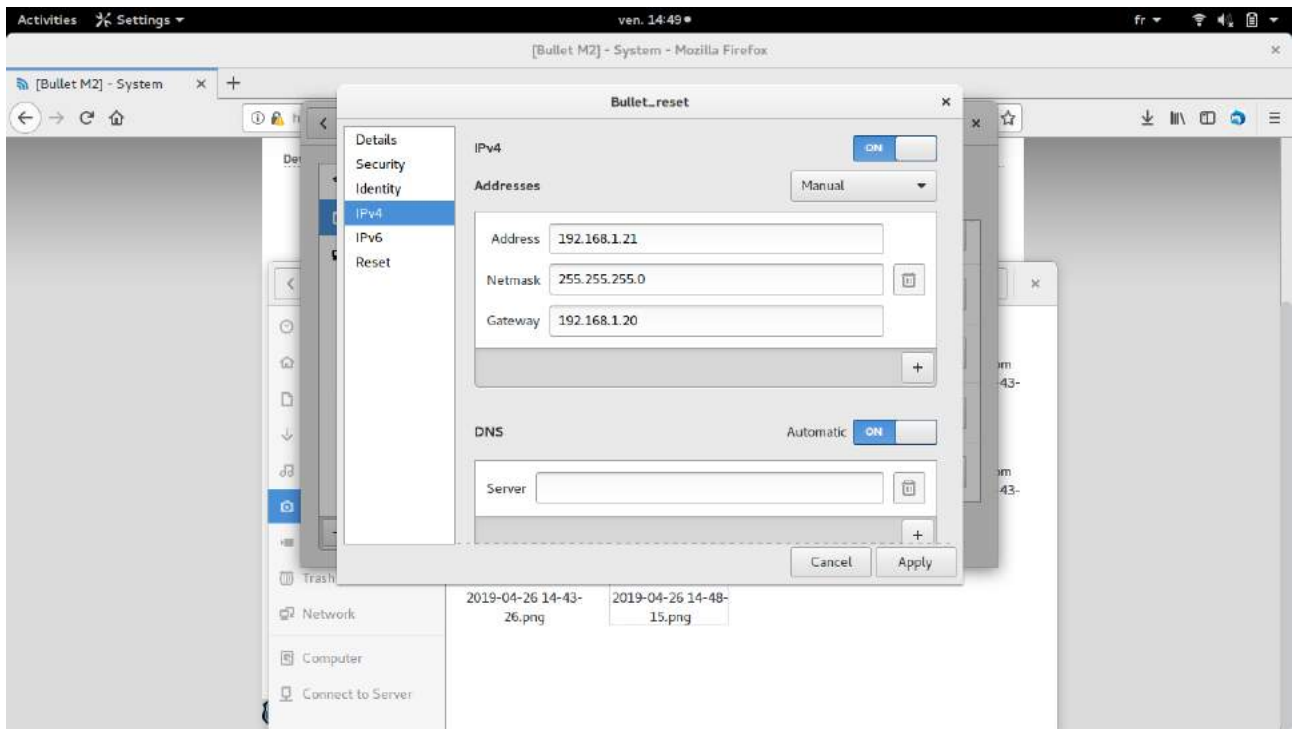 Activities Settings ven. 14:49 fr
[Bullet M2] - System - Mozilla Firefox
[Bullet M2] - System
Bullet_reset
Details
Security
Identity
IPv4
IPv6
Reset
IPv4 ON
Addresses Manual
Address 192.168.1.21
Netmask 255.255.255.0
Gateway 192.168.1.20
+
DNS Automatic ON
Server
+
Cancel Apply
43-
43-
Trash
Network
Computer
Connect to Server
2019-04-26 14-43-
26.png
2019-04-26 14-48-
15.png